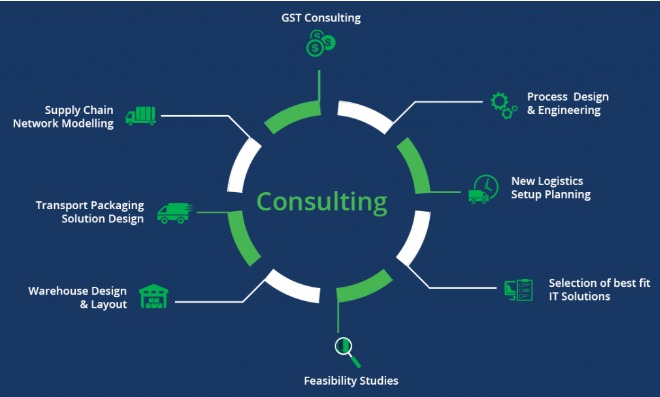 GST Consulting
Process Design
& Engineering
New Logistics
Setup Planning
Selection of best fit
IT Solutions
Feasibility Studies
Warehouse Design
& Layout
Transport Packaging
Solution Design
Supply Chain
Network Modelling
Consulting